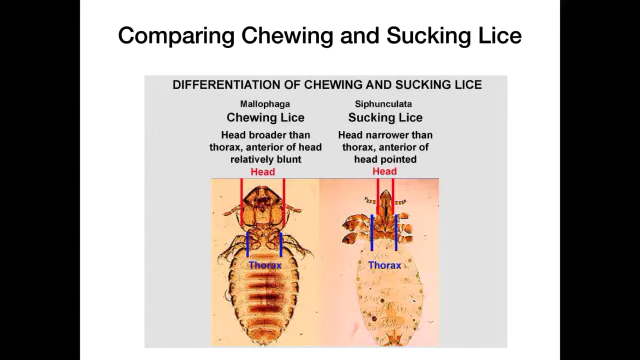 Comparing Chewing and Sucking Lice
DIFFERENTIATION OF CHEWING AND SUCKING LICE
Mallophaga
Chewing Lice
Head broader than
thorax, anterior of head
relatively blunt
Head
Thorax
Siphunculata
Sucking Lice
Head narrower than
thorax, anterior of
head pointed
Head
Thorax